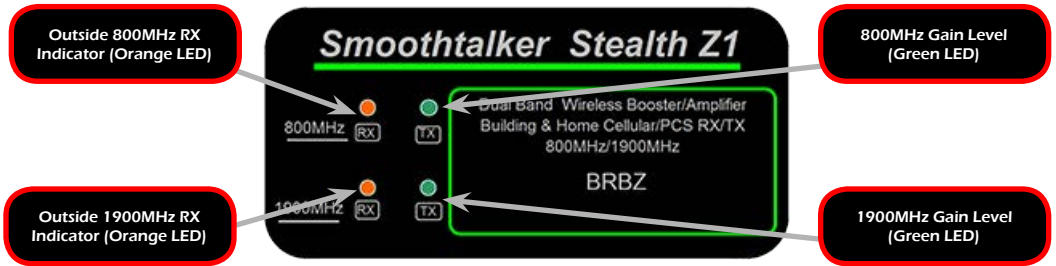 Outside 800MHz RX
Indicator (Orange LED)
Smoothtalker Stealth Z1
800MHz Gain Level
(Green LED)
800MHz RX TX
Dual Band Wireless Booster/Amplifier
Building & Home Cellular/PCS RX/TX
800MHz/1900MHz
BRBZ
1900MHz RX TX
Outside 1900MHz RX
Indicator (Orange LED)
1900MHz Gain Level
(Green LED)